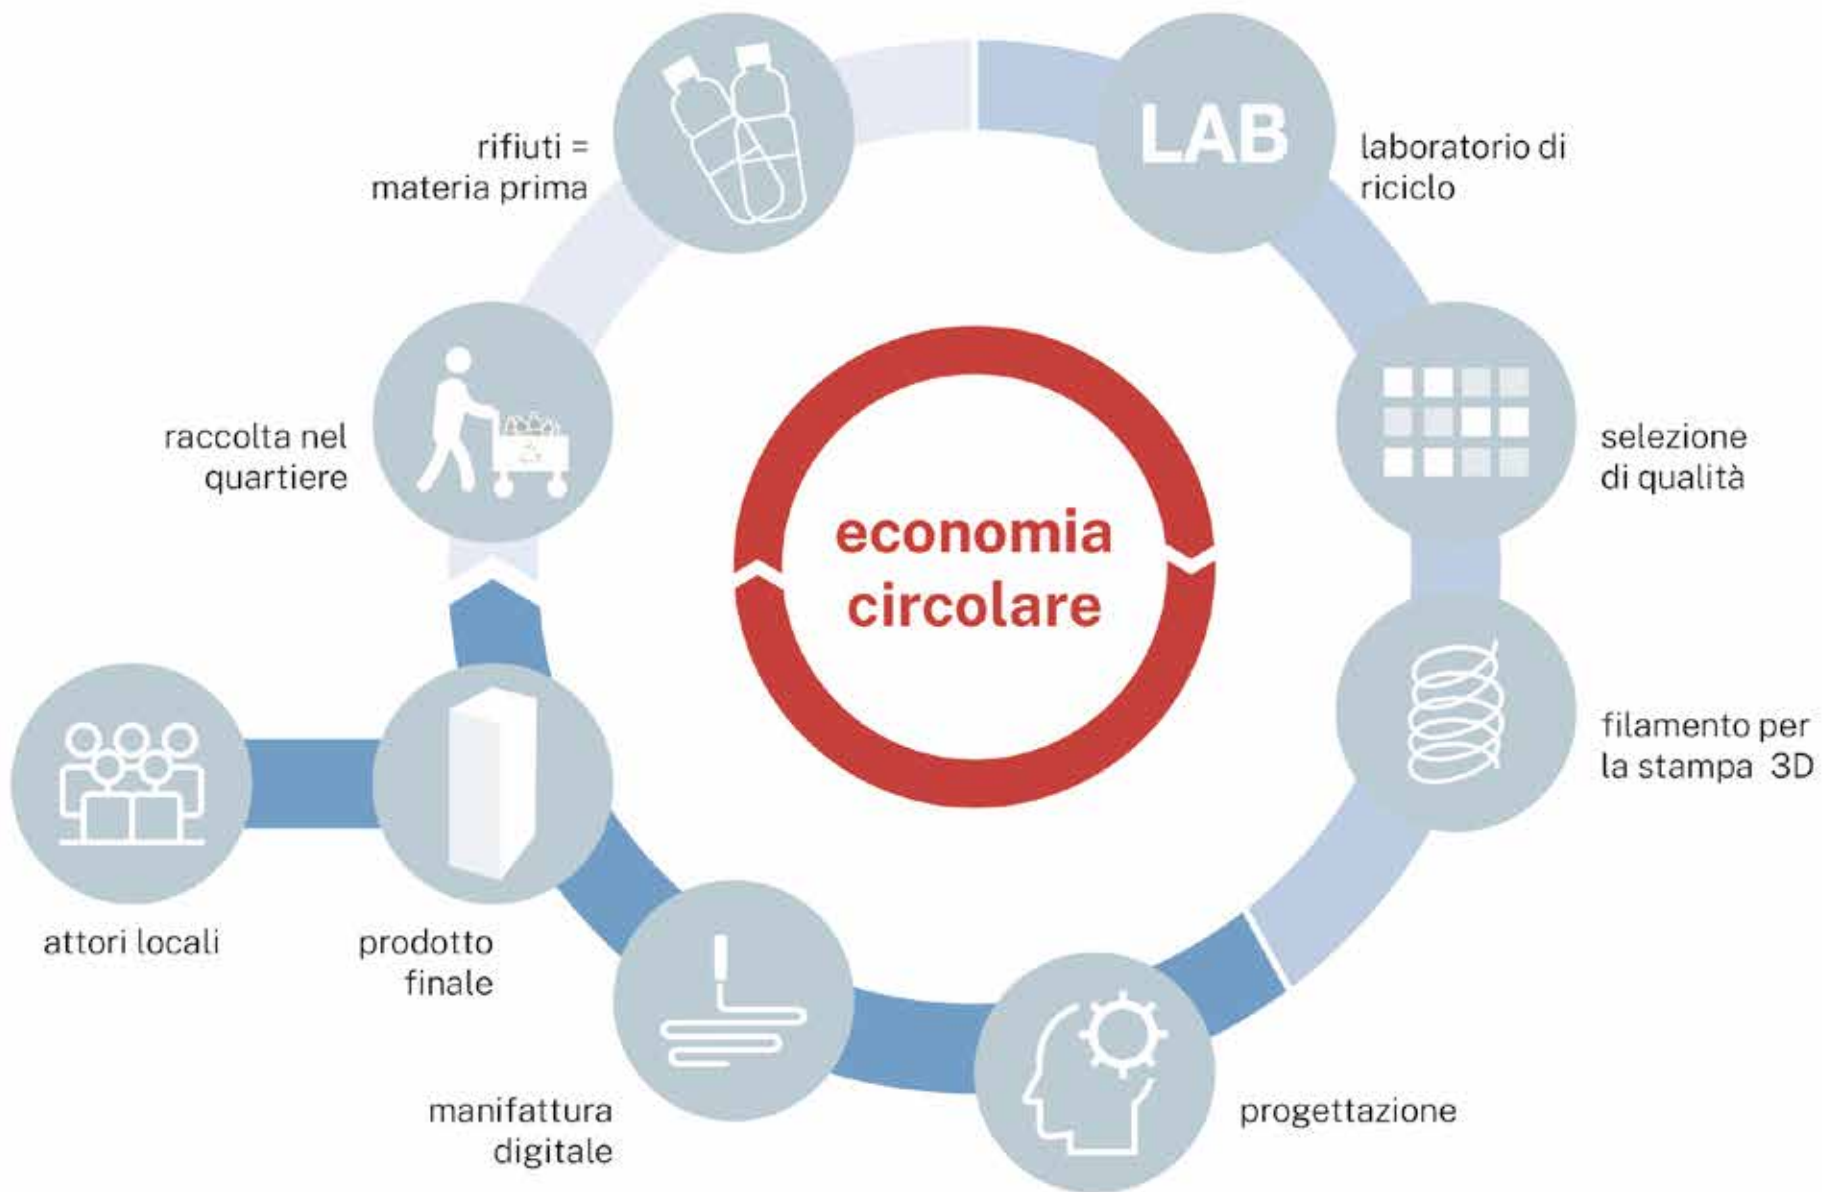 LAB
rifiuti =
materia prima
laboratorio di
riciclo
raccolta nel
quartiere
selezione
di qualità
economia
circolare
filamento per
la stampa 3D
attori locali
prodotto
finale
manifattura
digitale
progettazione